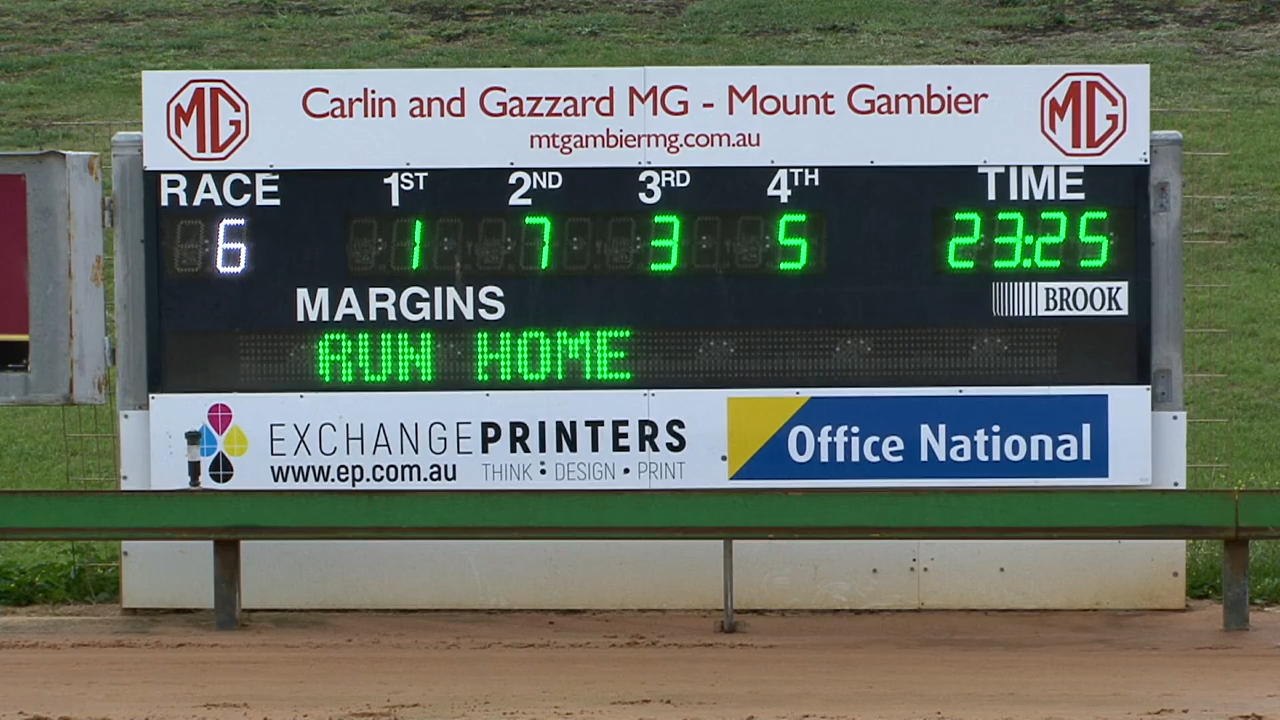 MG Carlin and Gazzard MG - Mount Gambier MG
mtgambiermg.com.au
RACE 1ST 2ND 3RD 4TH TIME
6 1 7 3 5 23:25
MARGINS BROOK
RUN HOME
EXCHANGEPRINTERS
www.ep.com.au THINK • DESIGN • PRINT
Office National